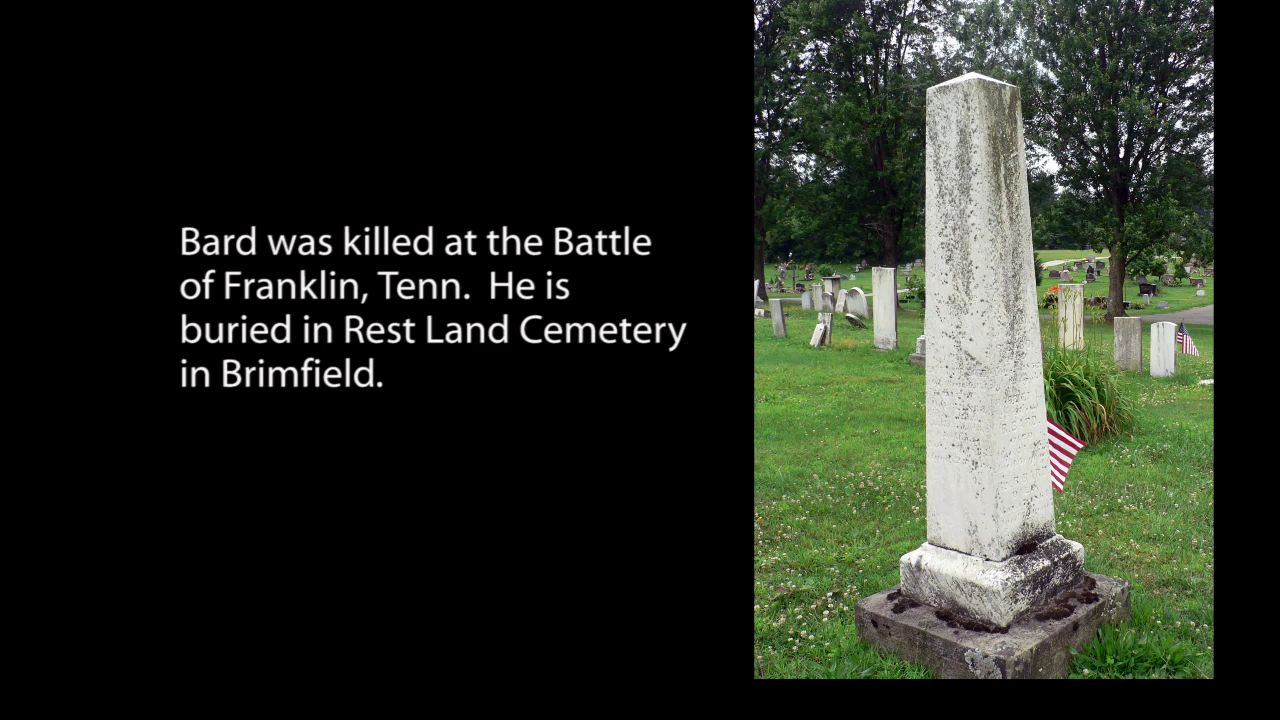 Bard was killed at the Battle
of Franklin, Tenn.  He is
buried in Rest Land Cemetery
in Brimfield.